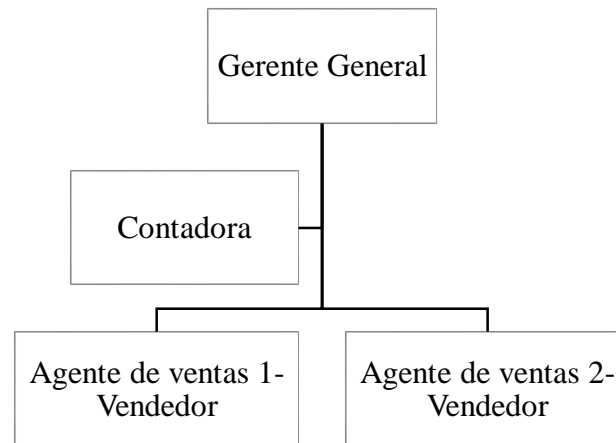 Gerente General
Contadora
Agente de ventas 1-
Vendedor
Agente de ventas 2-
Vendedor